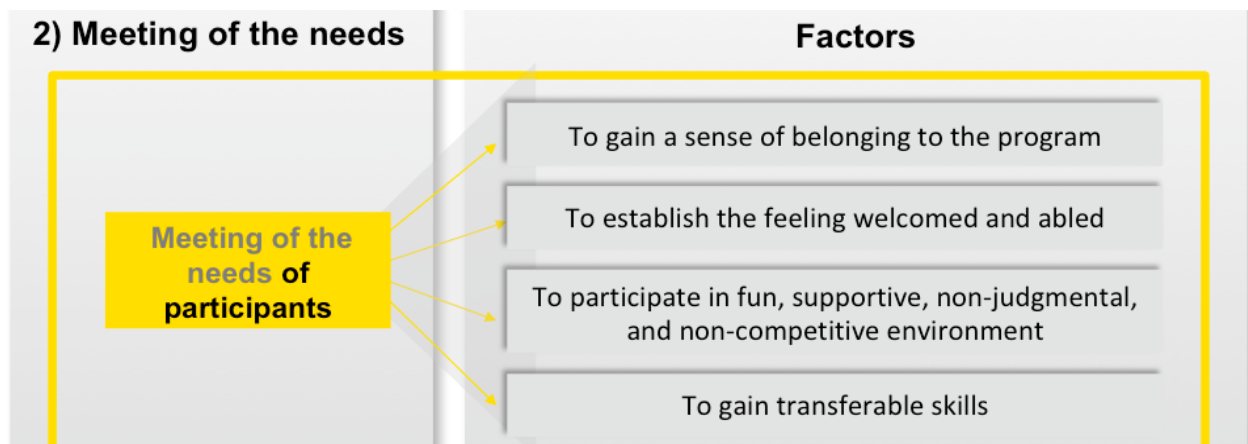 2) Meeting of the needs
Factors
Meeting of the
needs of
participants
To gain a sense of belonging to the program
To establish the feeling welcomed and abled
To participate in fun, supportive, non-judgmental,
and non-competitive environment
To gain transferable skills